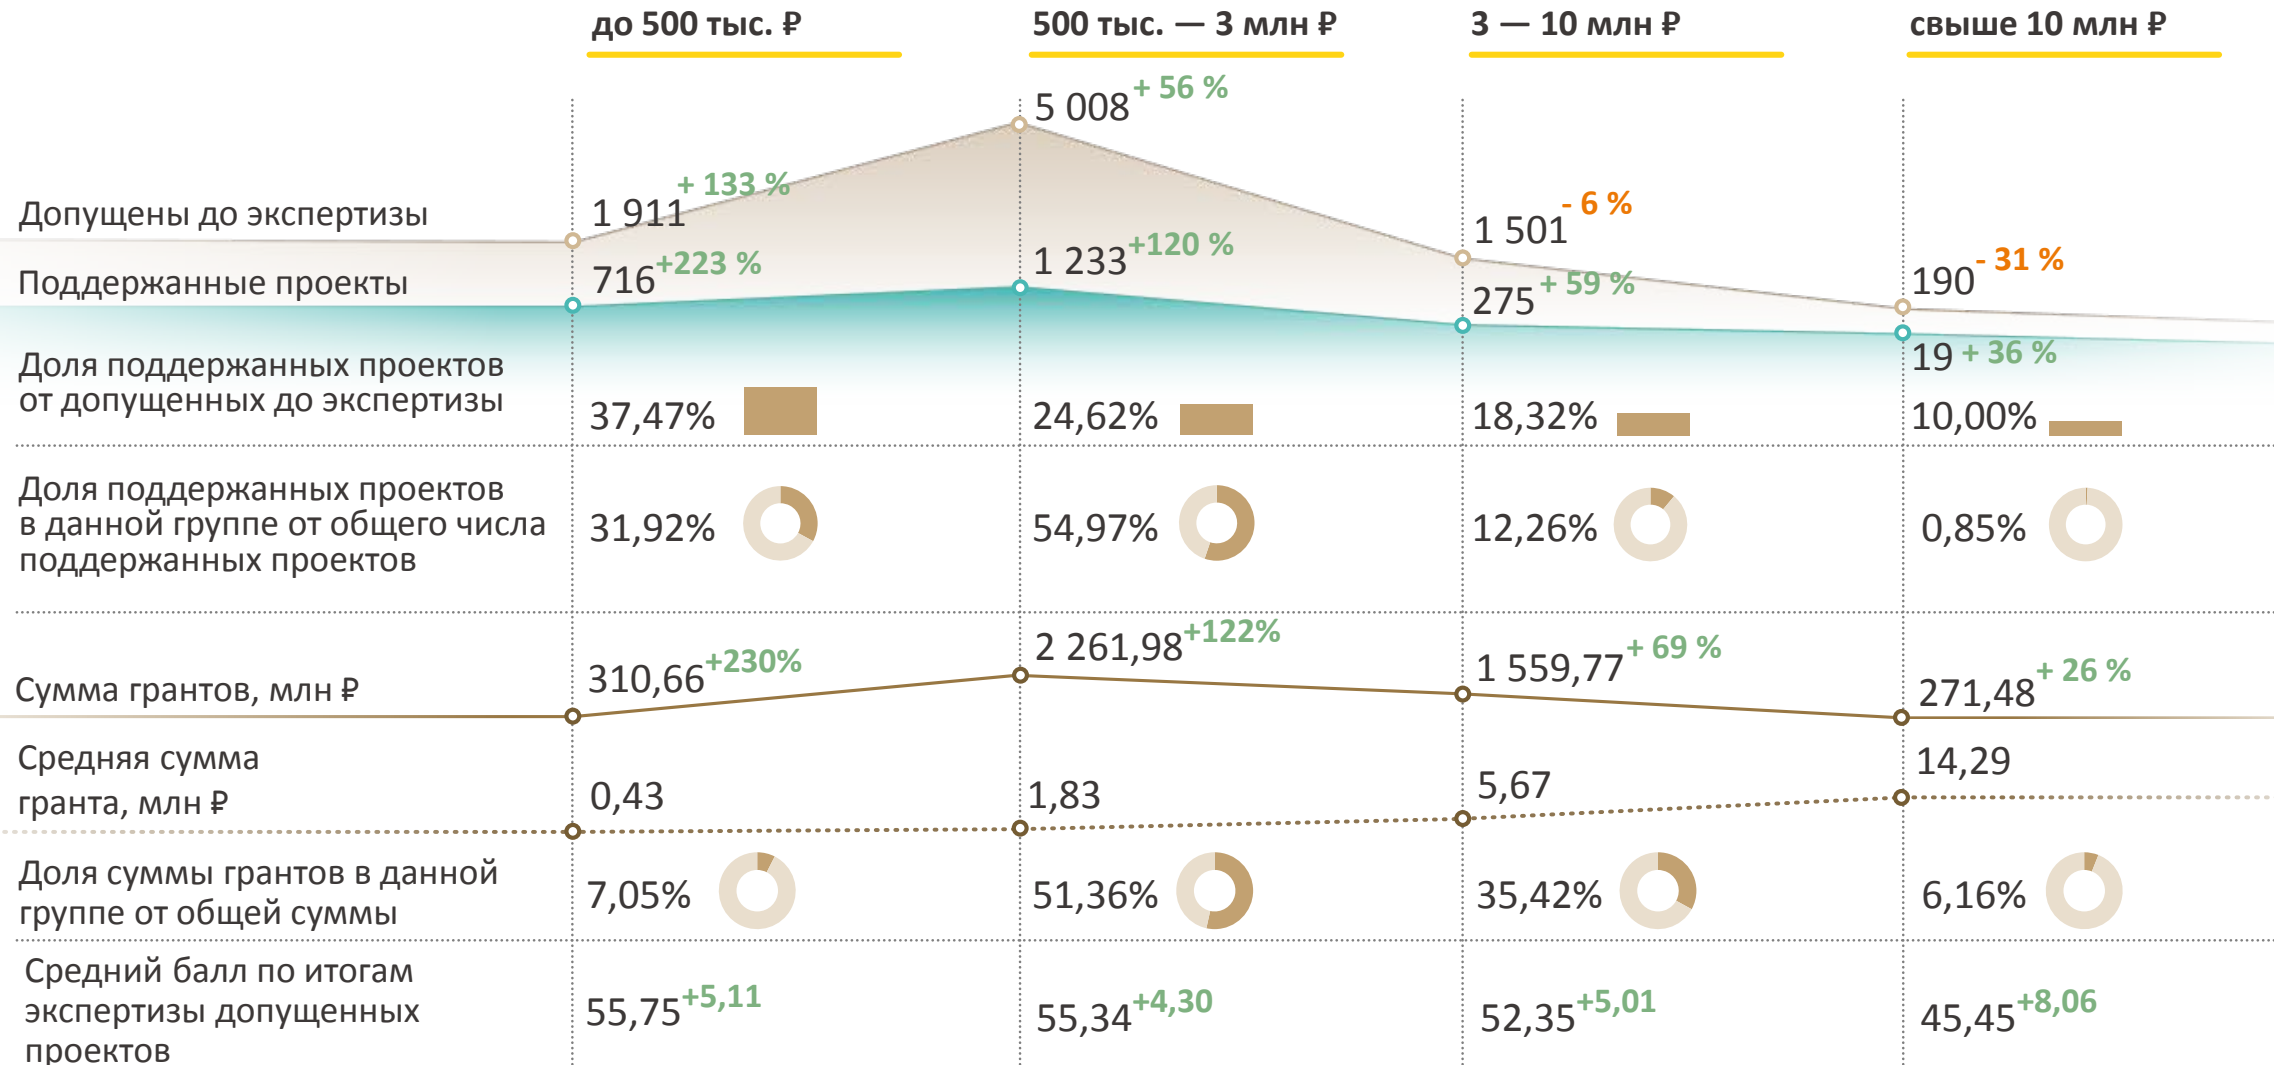 до 500 тыс. ₽
500 тыс. — 3 млн ₽
3 — 10 млн ₽
свыше 10 млн ₽
Допущены до экспертизы
1 911 + 133 %
5 008 + 56 %
1 501 - 6 %
190 - 31 %
Поддержанные проекты
716 +223 %
1 233 +120 %
275 + 59 %
19 + 36 %
Доля поддержанных проектов
от допущенных до экспертизы
37,47%
24,62%
18,32%
10,00%
Доля поддержанных проектов
в данной группе от общего числа
поддержанных проектов
31,92%
54,97%
12,26%
0,85%
Сумма грантов, млн ₽
310,66 +230%
2 261,98 +122%
1 559,77 + 69 %
271,48 + 26 %
Средняя сумма
гранта, млн ₽
0,43
1,83
5,67
14,29
Доля суммы грантов в данной
группе от общей суммы
7,05%
51,36%
35,42%
6,16%
Средний балл по итогам
экспертизы допущенных
проектов
55,75 +5,11
55,34 +4,30
52,35 +5,01
45,45 +8,06